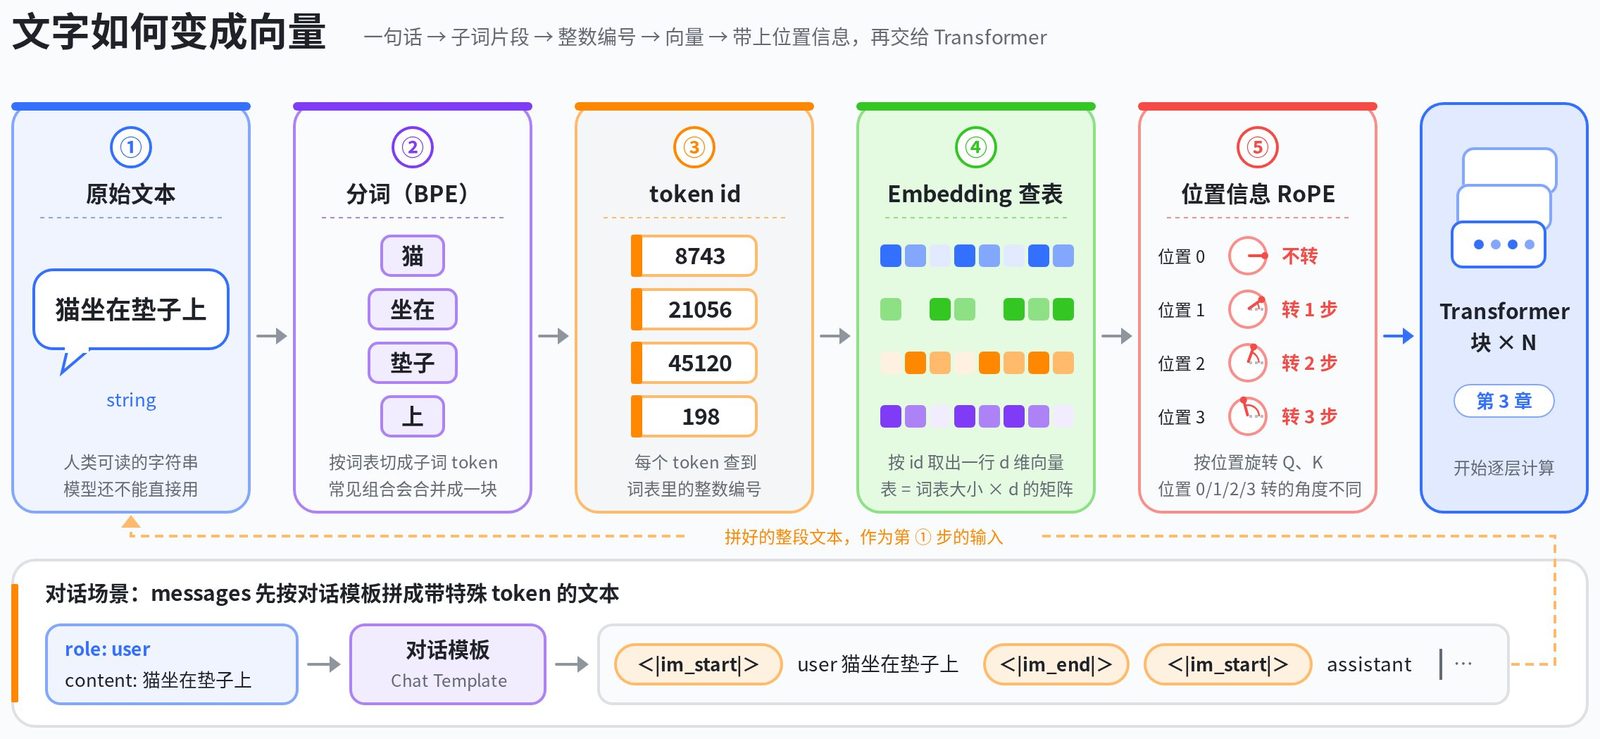 文字如何变成向量
一句话 → 子词片段 → 整数编号 → 向量 → 带上位置信息，再交给 Transformer
①
原始文本
猫坐在垫子上
string
人类可读的字符串
模型还不能直接用
②
分词（BPE）
猫
坐在
垫子
上
按词表切成子词 token
常见组合会合并成一块
③
token id
8743
21056
45120
198
每个 token 查到
词表里的整数编号
④
Embedding 查表
按 id 取出一行 d 维向量
表 = 词表大小 × d 的矩阵
⑤
位置信息 RoPE
位置 0 不转
位置 1 转 1 步
位置 2 转 2 步
位置 3 转 3 步
按位置旋转 Q、K
位置 0/1/2/3 转的角度不同
Transformer
块 × N
第 3 章
开始逐层计算
拼好的整段文本，作为第 ① 步的输入
对话场景：messages 先按对话模板拼成带特殊 token 的文本
role: user
content: 猫坐在垫子上
对话模板
Chat Template
<|im_start|> user 猫坐在垫子上 <|im_end|> <|im_start|> assistant | ···